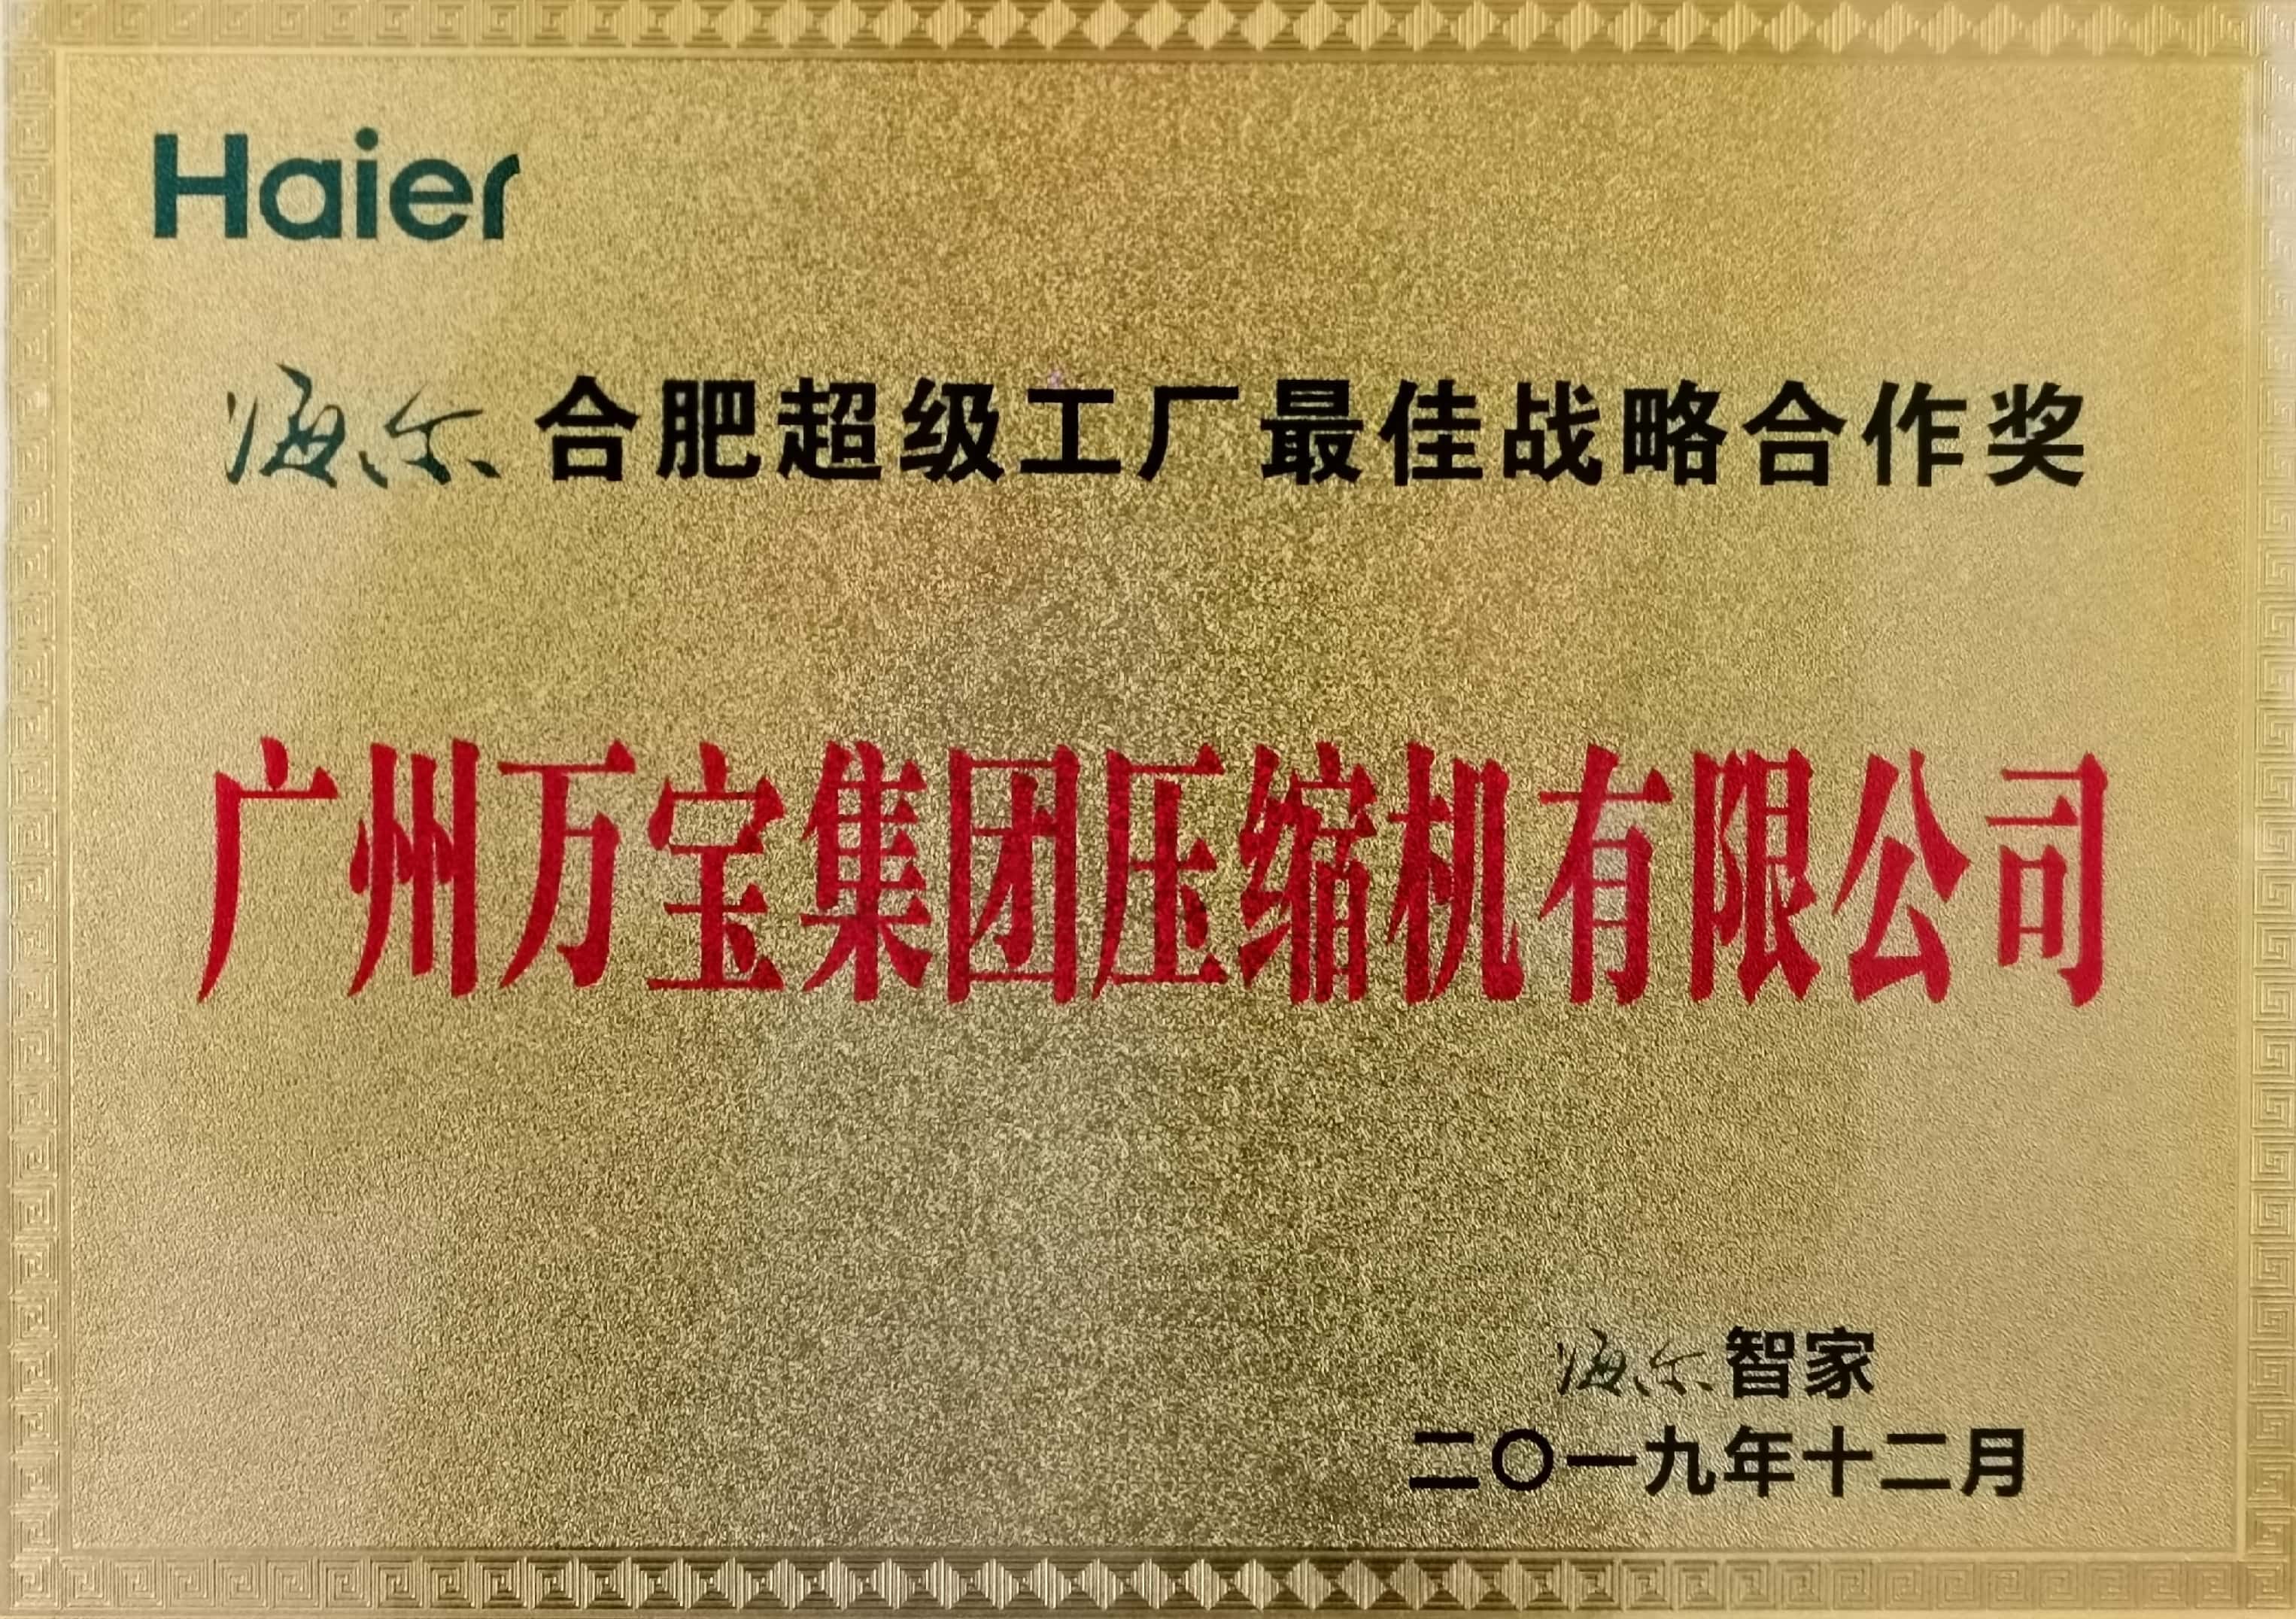 Haier
海尔合肥超级工厂最佳战略合作奖
广州万宝集团压缩机有限公司
海尔智家
二〇一九年十二月